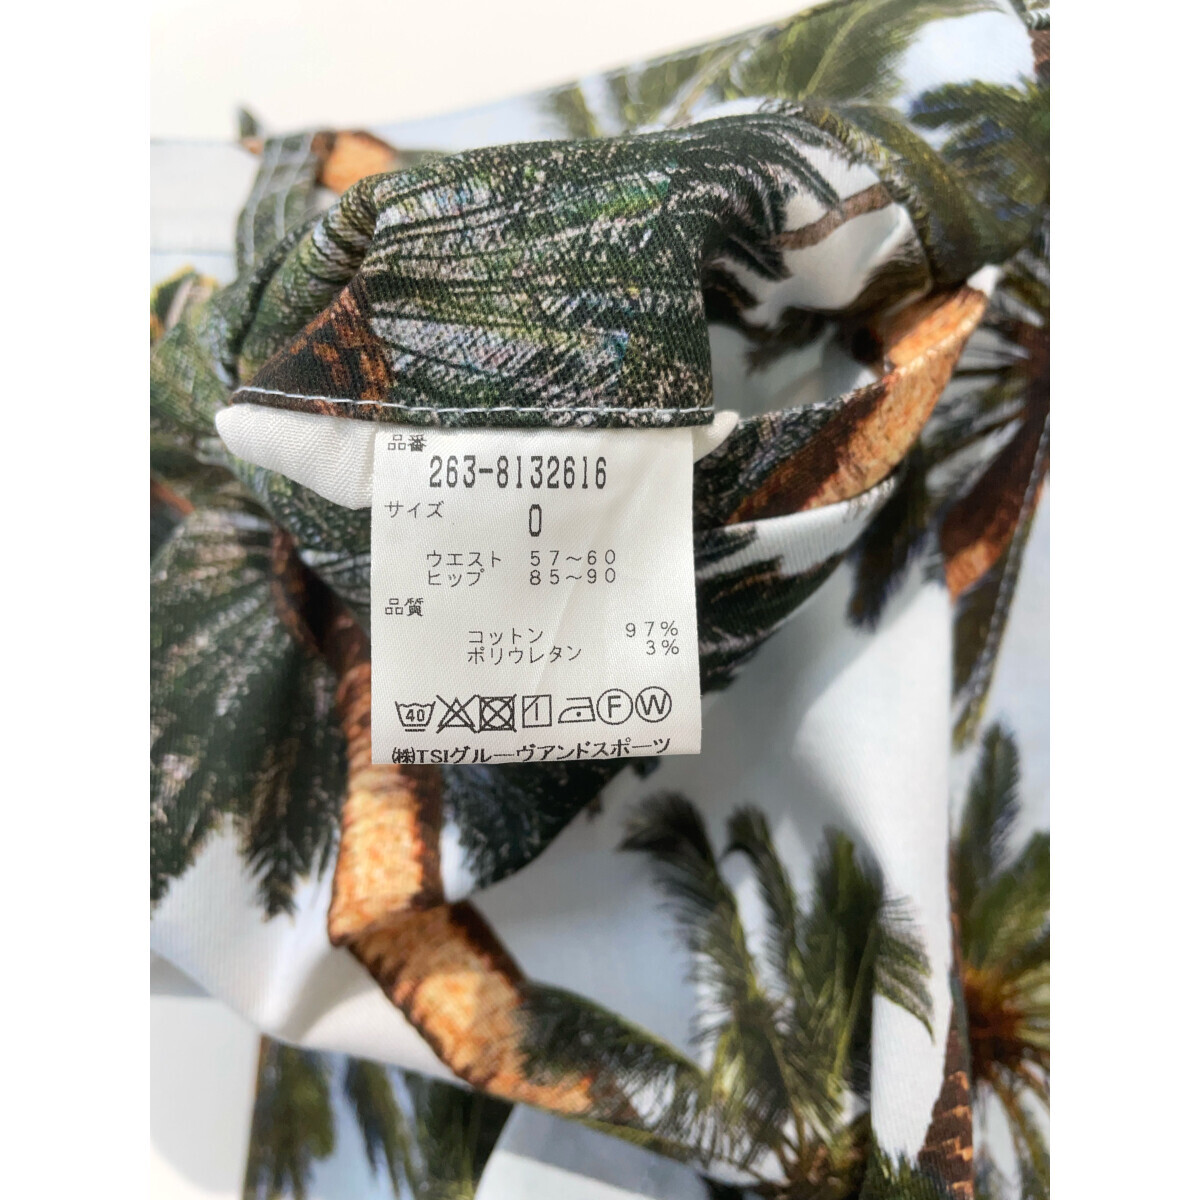 品番
263-8132616
サイズ
0
ウエスト 57～60
ヒップ 85～90
品質
コットン 97%
ポリウレタン 3%
40 F W
㈱TSIグルーヴアンドスポーツ